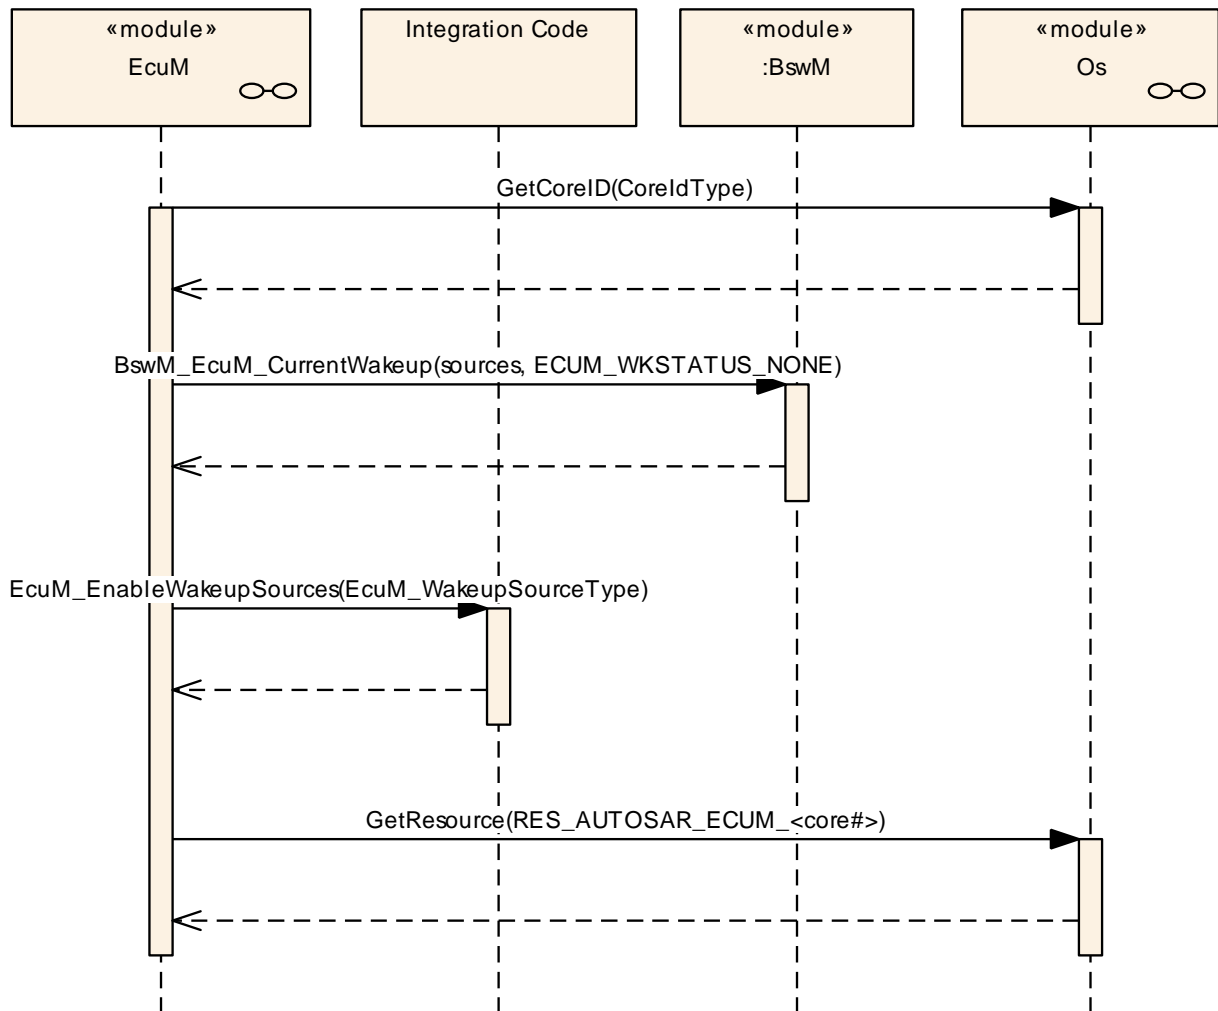 «module»
EcuM
Integration Code
«module»
:BswM
«module»
Os
GetCoreID(CoreIdType)
BswM_EcuM_CurrentWakeup(sources, ECUM_WKSTATUS_NONE)
EcuM_EnableWakeupSources(EcuM_WakeupSourceType)
GetResource(RES_AUTOSAR_ECUM_<core#>)